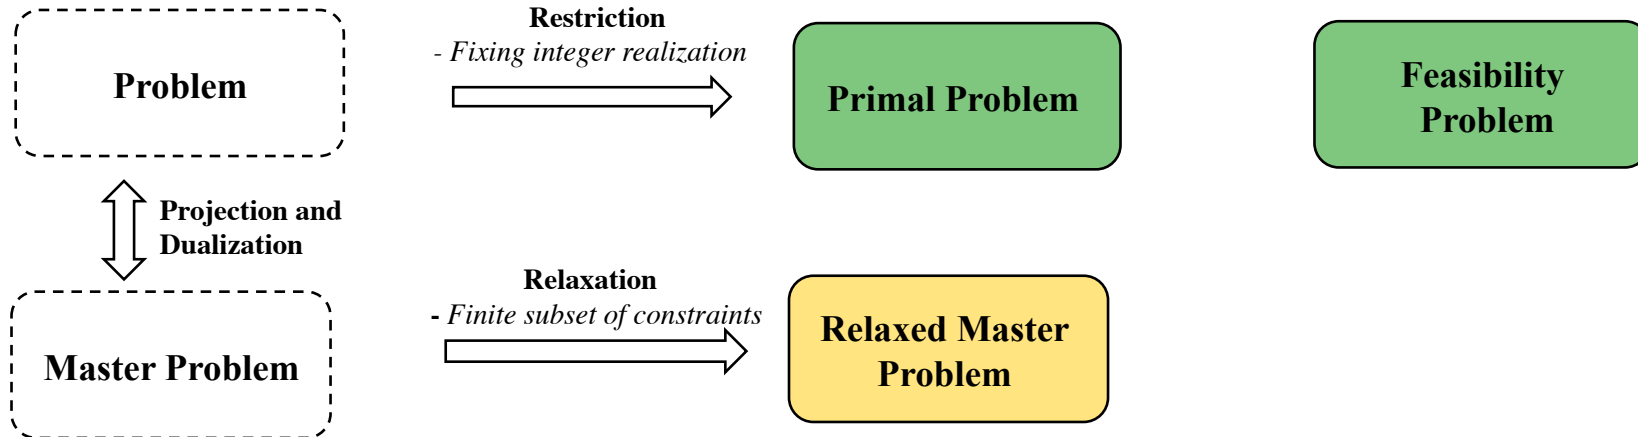 Restriction
- Fixing integer realization
Problem
Primal Problem
Feasibility
Problem
Projection and
Dualization
Relaxation
- Finite subset of constraints
Master Problem
Relaxed Master
Problem